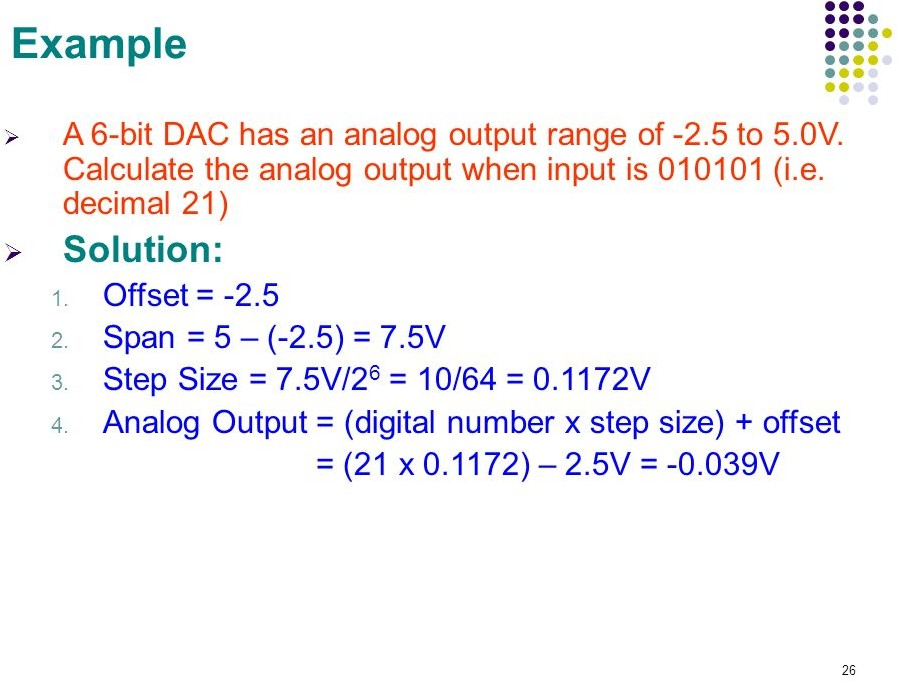 Example
➢ A 6-bit DAC has an analog output range of -2.5 to 5.0V.
Calculate the analog output when input is 010101 (i.e.
decimal 21)
➢ Solution:
1. Offset = -2.5
2. Span = 5 – (-2.5) = 7.5V
3. Step Size = 7.5V/2⁶ = 10/64 = 0.1172V
4. Analog Output = (digital number x step size) + offset
= (21 x 0.1172) – 2.5V = -0.039V
26